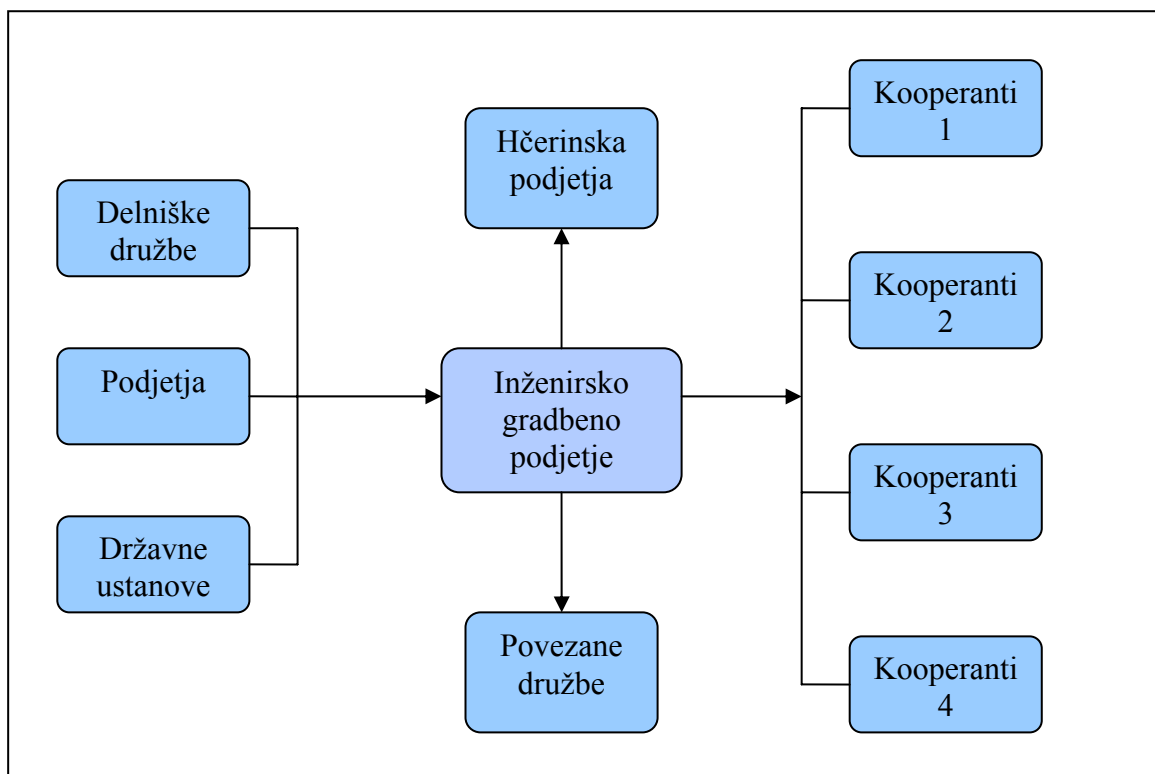 Delniške
družbe
Podjetja
Državne
ustanove
Hčerinska
podjetja
Inženirsko
gradbeno
podjetje
Povezane
družbe
Kooperanti
1
Kooperanti
2
Kooperanti
3
Kooperanti
4